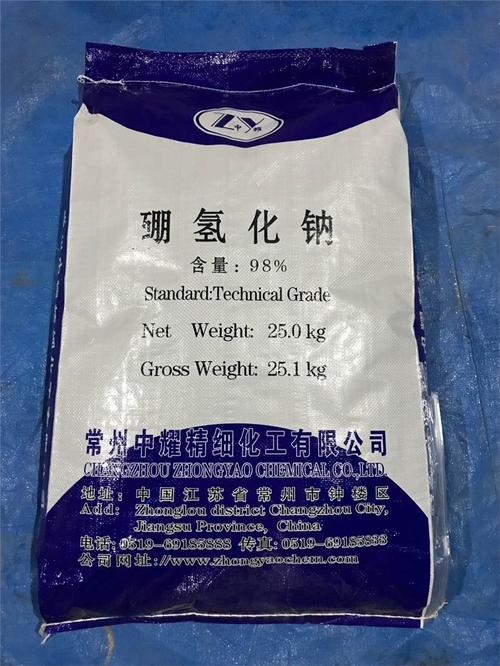 硼氢化钠
含量：98%
Standard:Technical Grade
Net Weight: 25.0 kg
Gross Weight: 25.1 kg
常州中耀精细化工有限公司
CHANGZHOU ZHONGYAO CHEMICAL CO.,LTD.
地址: 中国江苏省常州市钟楼区
Add: Zhonglou district Changzhou City,
Jiangsu Province, China
电话:0519-69185888 传真:0519-69185833
公司网址://www.zhongyaochem.com